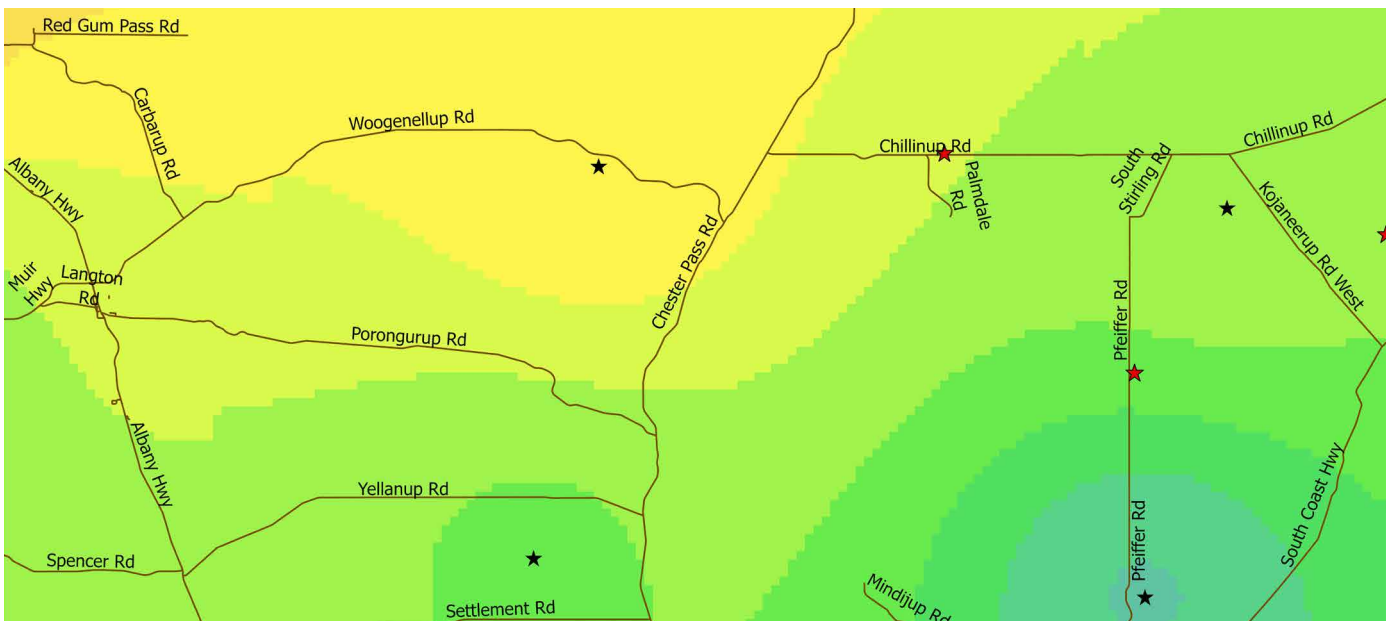 Red Gum Pass Rd
Carbarup Rd
Woogenellup Rd
Albany Hwy
Muir
Hwy
Langton
Rd
Porongurup Rd
Chester Pass Rd
Chillinup Rd
Palmdale
Rd
South
Stirling Rd
Chillinup Rd
Kojaneerup Rd West
Pfeiffer Rd
Albany Hwy
Yellanup Rd
Spencer Rd
Settlement Rd
Pfeiffer Rd
South Coast Hwy
Mindijup Rd